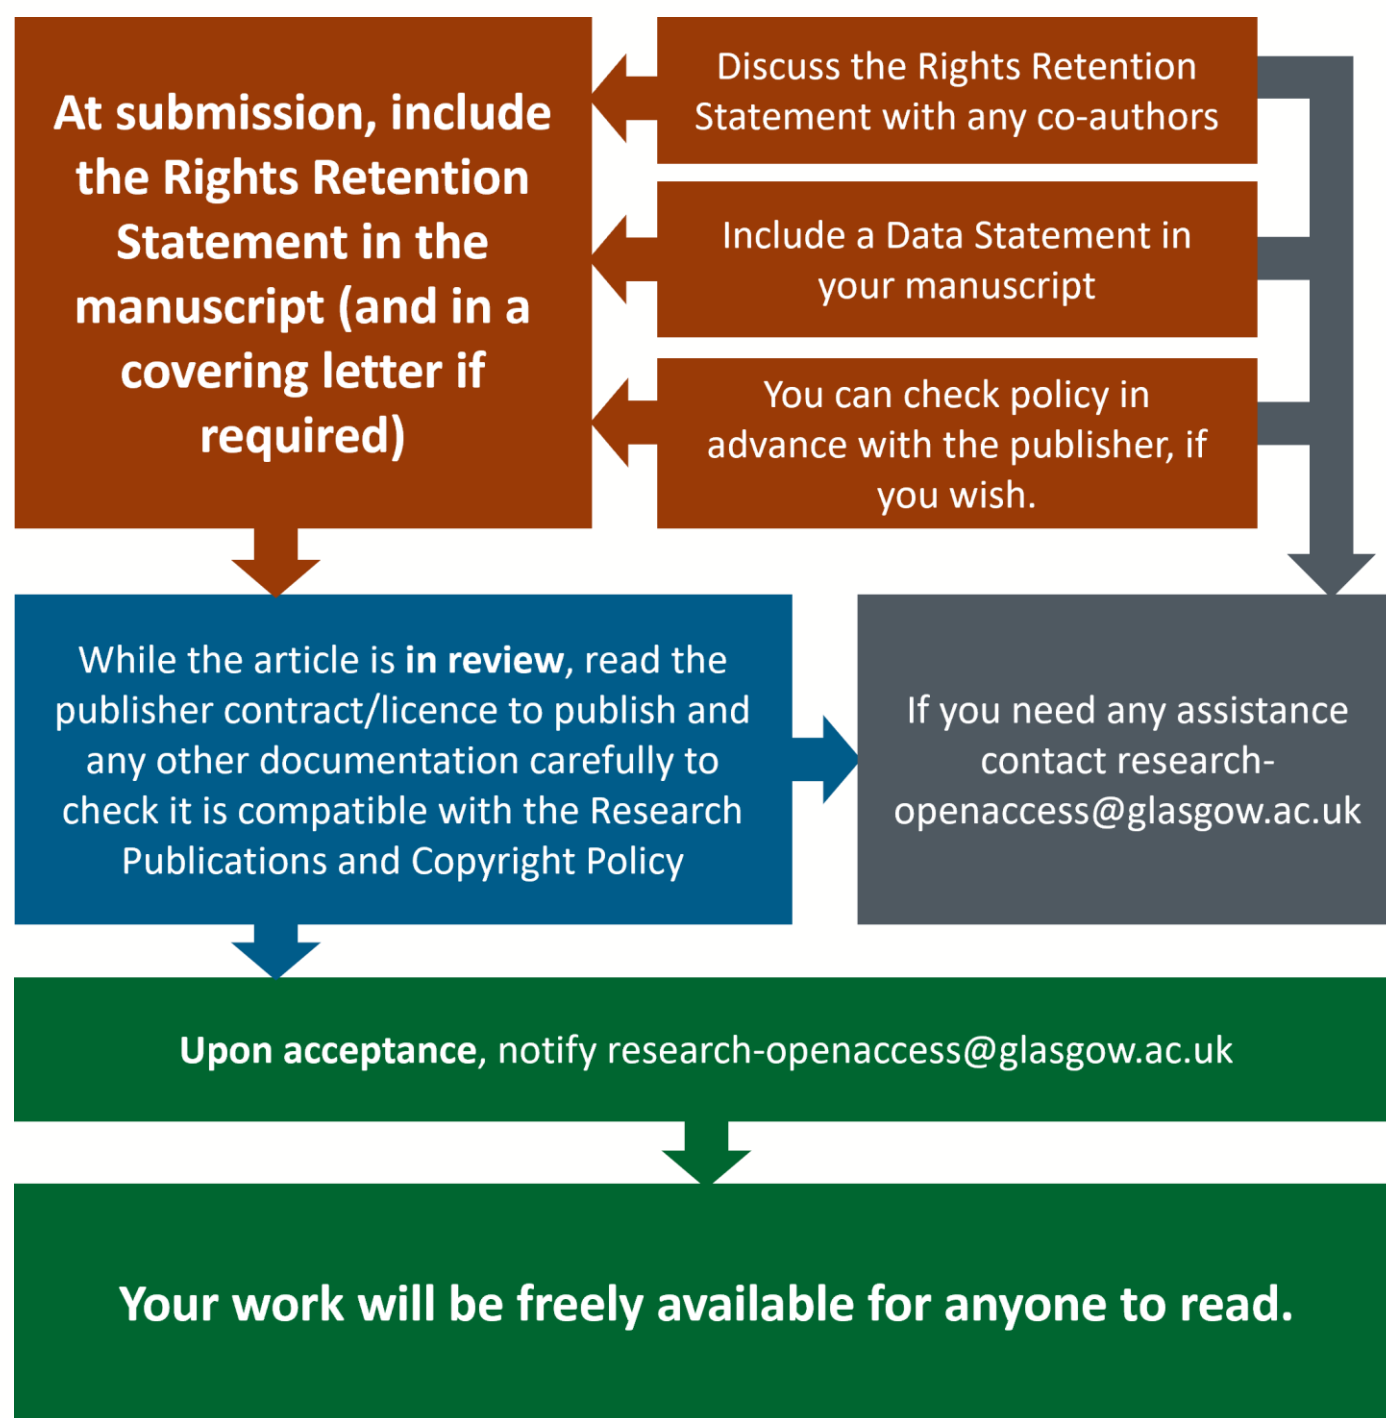 At submission, include
the Rights Retention
Statement in the
manuscript (and in a
covering letter if
required)
Discuss the Rights Retention
Statement with any co-authors
Include a Data Statement in
your manuscript
You can check policy in
advance with the publisher, if
you wish.
While the article is in review, read the
publisher contract/licence to publish and
any other documentation carefully to
check it is compatible with the Research
Publications and Copyright Policy
If you need any assistance
contact research-
openaccess@glasgow.ac.uk
Upon acceptance, notify research-openaccess@glasgow.ac.uk
Your work will be freely available for anyone to read.